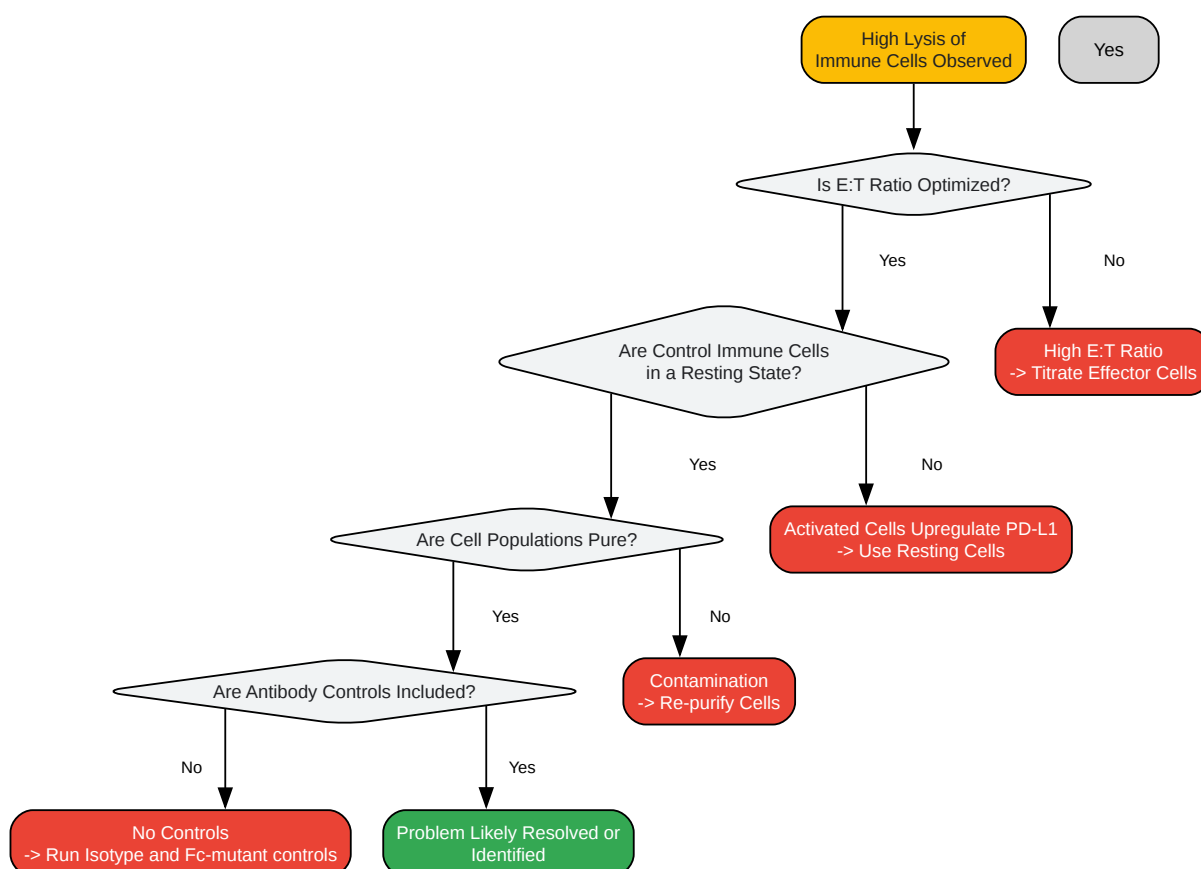 High Lysis of
Immune Cells Observed
Yes
Is E:T Ratio Optimized?
Yes
No
Are Control Immune Cells
in a Resting State?
High E:T Ratio
-> Titrate Effector Cells
Yes
No
Are Cell Populations Pure?
Activated Cells Upregulate PD-L1
-> Use Resting Cells
Yes
No
Are Antibody Controls Included?
Contamination
-> Re-purify Cells
No
Yes
No Controls
-> Run Isotype and Fc-mutant controls
Problem Likely Resolved or
Identified